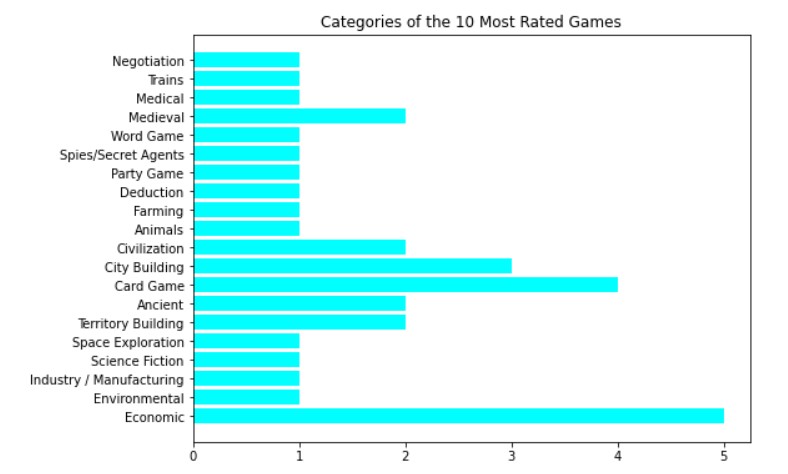 Categories of the 10 Most Rated Games
Negotiation
Trains
Medical
Medieval
Word Game
Spies/Secret Agents
Party Game
Deduction
Farming
Animals
Civilization
City Building
Card Game
Ancient
Territory Building
Space Exploration
Science Fiction
Industry / Manufacturing
Environmental
Economic
0 1 2 3 4 5